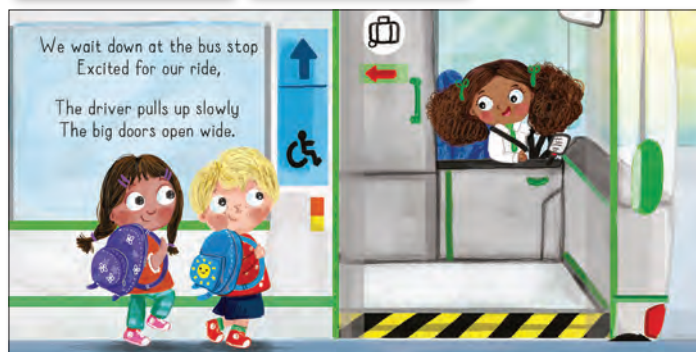 We wait down at the bus stop
Excited for our ride,
The driver pulls up slowly
The big doors open wide.